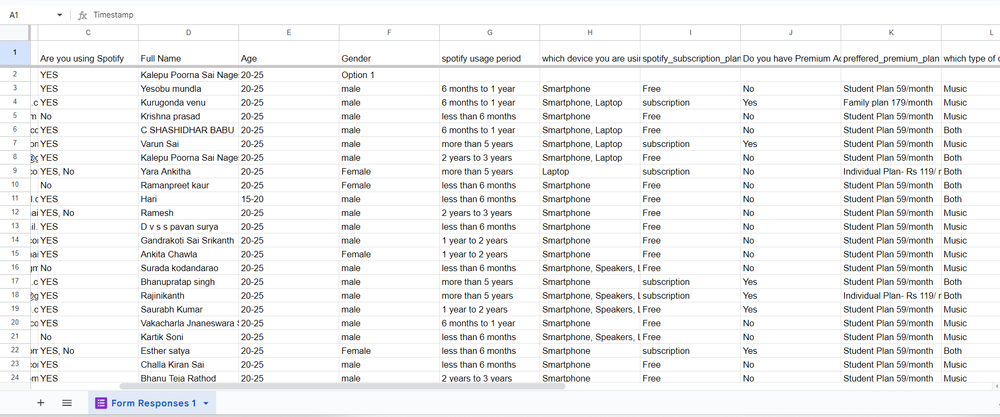 A1 fx Timestamp
C D E F G H I J K L
1 Are you using Spotify Full Name Age Gender spotify usage period which device you are usin spotify_subscription_plan Do you have Premium Ac preffered_premium_plan which type of c
2 YES Kalepu Poorna Sai Nage 20-25 Option 1
3 YES Yesobu mundla 20-25 male 6 months to 1 year Smartphone Free No Student Plan 59/month Music
4 .c YES Kurugonda venu 20-25 male 6 months to 1 year Smartphone, Laptop subscription Yes Family plan 179/month Music
5 m No Krishna prasad 20-25 male less than 6 months Smartphone Free No Student Plan 59/month Music
6 co YES C SHASHIDHAR BABU 20-25 male 6 months to 1 year Smartphone, Laptop Free No Student Plan 59/month Both
7 on YES Varun Sai 20-25 male more than 5 years Smartphone, Laptop subscription Yes Student Plan 59/month Music
8 @g YES Kalepu Poorna Sai Nage 20-25 male 2 years to 3 years Smartphone, Laptop Free No Student Plan 59/month Both
9 co YES, No Yara Ankitha 20-25 Female more than 5 years Laptop subscription No Individual Plan- Rs 119/ Both
10 No Ramanpreet kaur 20-25 Female less than 6 months Smartphone Free No Student Plan 59/month Both
11 l.c YES Hari 15-20 male less than 6 months Smartphone Free No Student Plan 59/month Both
12 ai YES, No Ramesh 20-25 male 2 years to 3 years Smartphone Free No Student Plan 59/month Music
13 il. YES D v s s pavan surya 20-25 male less than 6 months Smartphone Free No Student Plan 59/month Music
14 co YES Gandrakoti Sai Srikanth 20-25 male 1 year to 2 years Smartphone Free No Student Plan 59/month Music
15 ai YES Ankita Chawla 20-25 Female 1 year to 2 years Smartphone Free No Student Plan 59/month Music
16 gm No Surada kodandarao 20-25 male less than 6 months Smartphone, Speakers, L Free No Student Plan 59/month Music
17 .c YES Bhanupratap singh 20-25 male more than 5 years Smartphone subscription Yes Student Plan 59/month Both
18 @g YES Rajinikanth 20-25 male more than 5 years Smartphone, Speakers, L subscription Yes Individual Plan- Rs 119/ Both
19 l.c YES Saurabh Kumar 20-25 male 1 year to 2 years Smartphone, Speakers, L Free Yes Student Plan 59/month Music
20 co YES Vakacharla Jnaneswara S 20-25 male 6 months to 1 year Smartphone Free No Student Plan 59/month Music
21 No Kartik Soni 20-25 male less than 6 months Smartphone, Speakers, L Free No Student Plan 59/month Music
22 om YES, No Esther satya 20-25 Female less than 6 months Smartphone subscription Yes Student Plan 59/month Both
23 co YES Challa Kiran Sai 20-25 male less than 6 months Smartphone Free No Student Plan 59/month Music
24 om YES Bhanu Teja Rathod 20-25 male 2 years to 3 years Smartphone Free No Student Plan 59/month Music
Form Responses 1